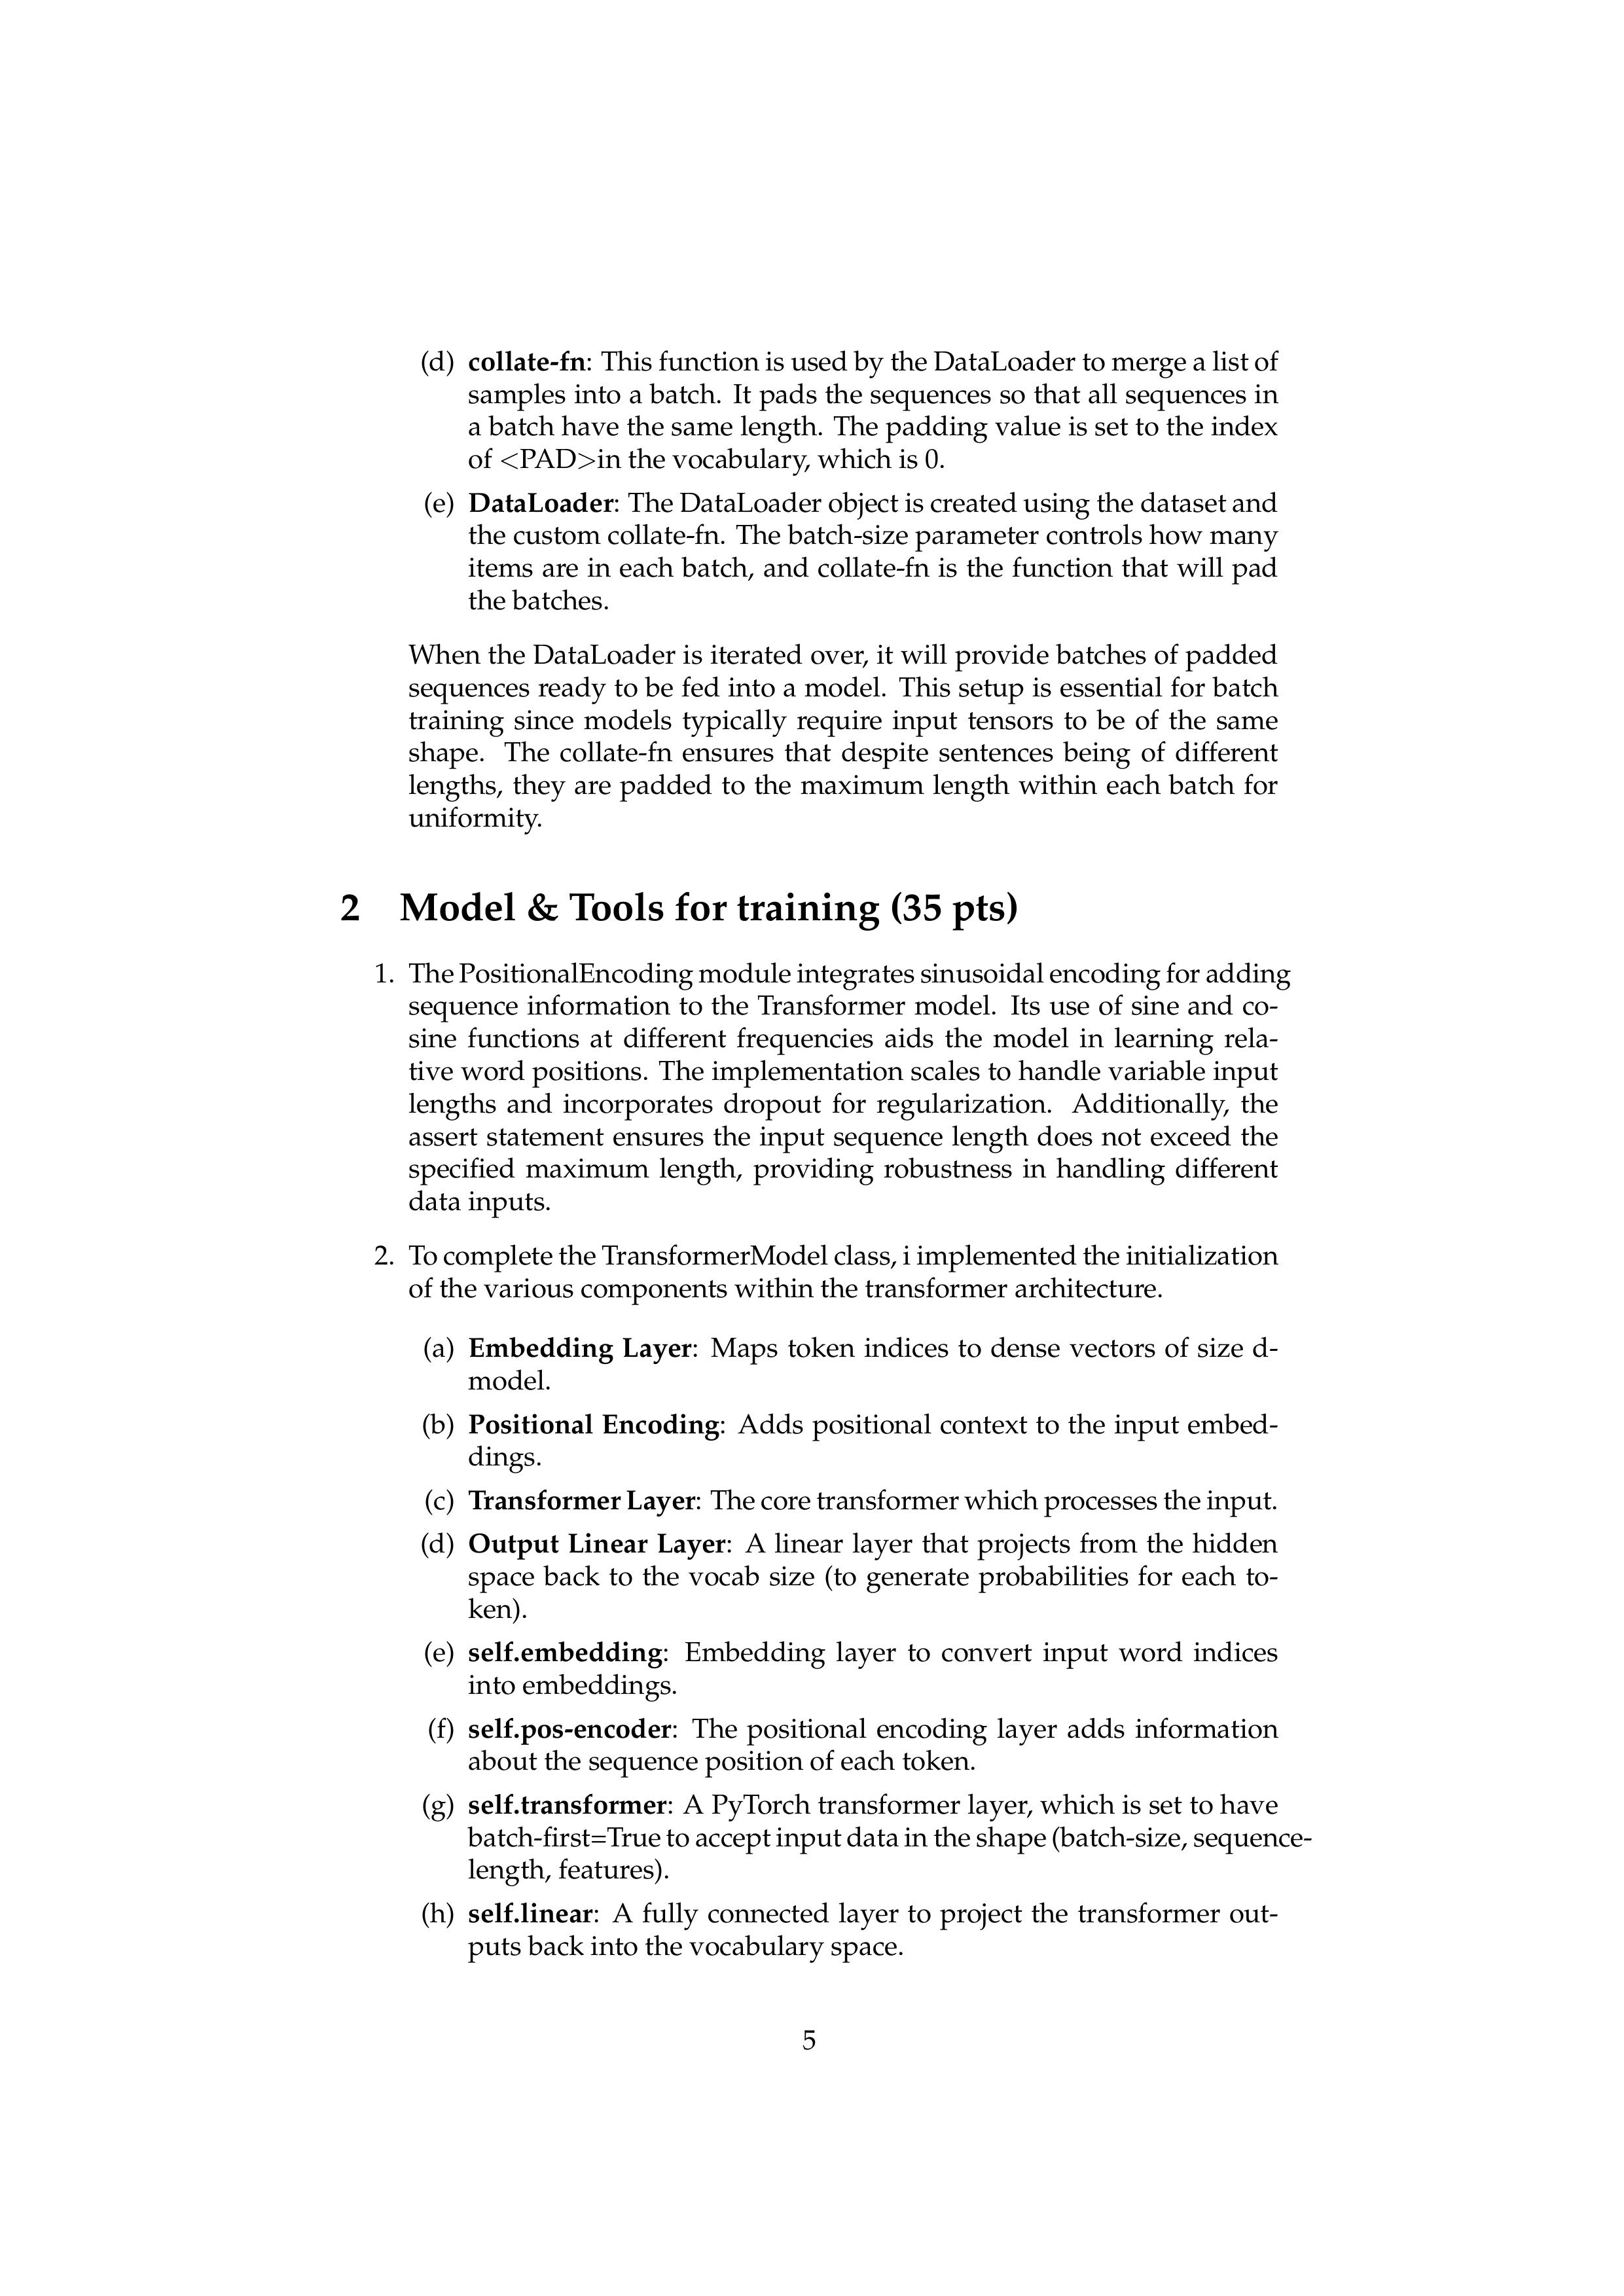 (d) collate-fn: This function is used by the DataLoader to merge a list of
samples into a batch. It pads the sequences so that all sequences in
a batch have the same length. The padding value is set to the index
of <PAD>in the vocabulary, which is 0.
(e) DataLoader: The DataLoader object is created using the dataset and
the custom collate-fn. The batch-size parameter controls how many
items are in each batch, and collate-fn is the function that will pad
the batches.
When the DataLoader is iterated over, it will provide batches of padded
sequences ready to be fed into a model. This setup is essential for batch
training since models typically require input tensors to be of the same
shape. The collate-fn ensures that despite sentences being of different
lengths, they are padded to the maximum length within each batch for
uniformity.
2 Model & Tools for training (35 pts)
1. The PositionalEncoding module integrates sinusoidal encoding for adding
sequence information to the Transformer model. Its use of sine and co-
sine functions at different frequencies aids the model in learning rela-
tive word positions. The implementation scales to handle variable input
lengths and incorporates dropout for regularization. Additionally, the
assert statement ensures the input sequence length does not exceed the
specified maximum length, providing robustness in handling different
data inputs.
2. To complete the TransformerModel class, i implemented the initialization
of the various components within the transformer architecture.
(a) Embedding Layer: Maps token indices to dense vectors of size d-
model.
(b) Positional Encoding: Adds positional context to the input embed-
dings.
(c) Transformer Layer: The core transformer which processes the input.
(d) Output Linear Layer: A linear layer that projects from the hidden
space back to the vocab size (to generate probabilities for each to-
ken).
(e) self.embedding: Embedding layer to convert input word indices
into embeddings.
(f) self.pos-encoder: The positional encoding layer adds information
about the sequence position of each token.
(g) self.transformer: A PyTorch transformer layer, which is set to have
batch-first=True to accept input data in the shape (batch-size, sequence-
length, features).
(h) self.linear: A fully connected layer to project the transformer out-
puts back into the vocabulary space.
5